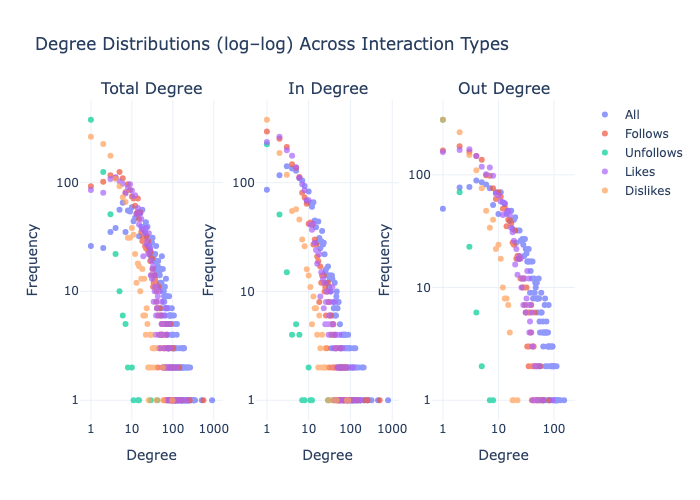 Degree Distributions (log–log) Across Interaction Types
Total Degree
In Degree
Out Degree
Frequency
100
10
1
1
10
100
1000
Degree
Frequency
100
10
1
1
10
100
1000
Degree
Frequency
100
10
1
1
10
100
Degree
All
Follows
Unfollows
Likes
Dislikes